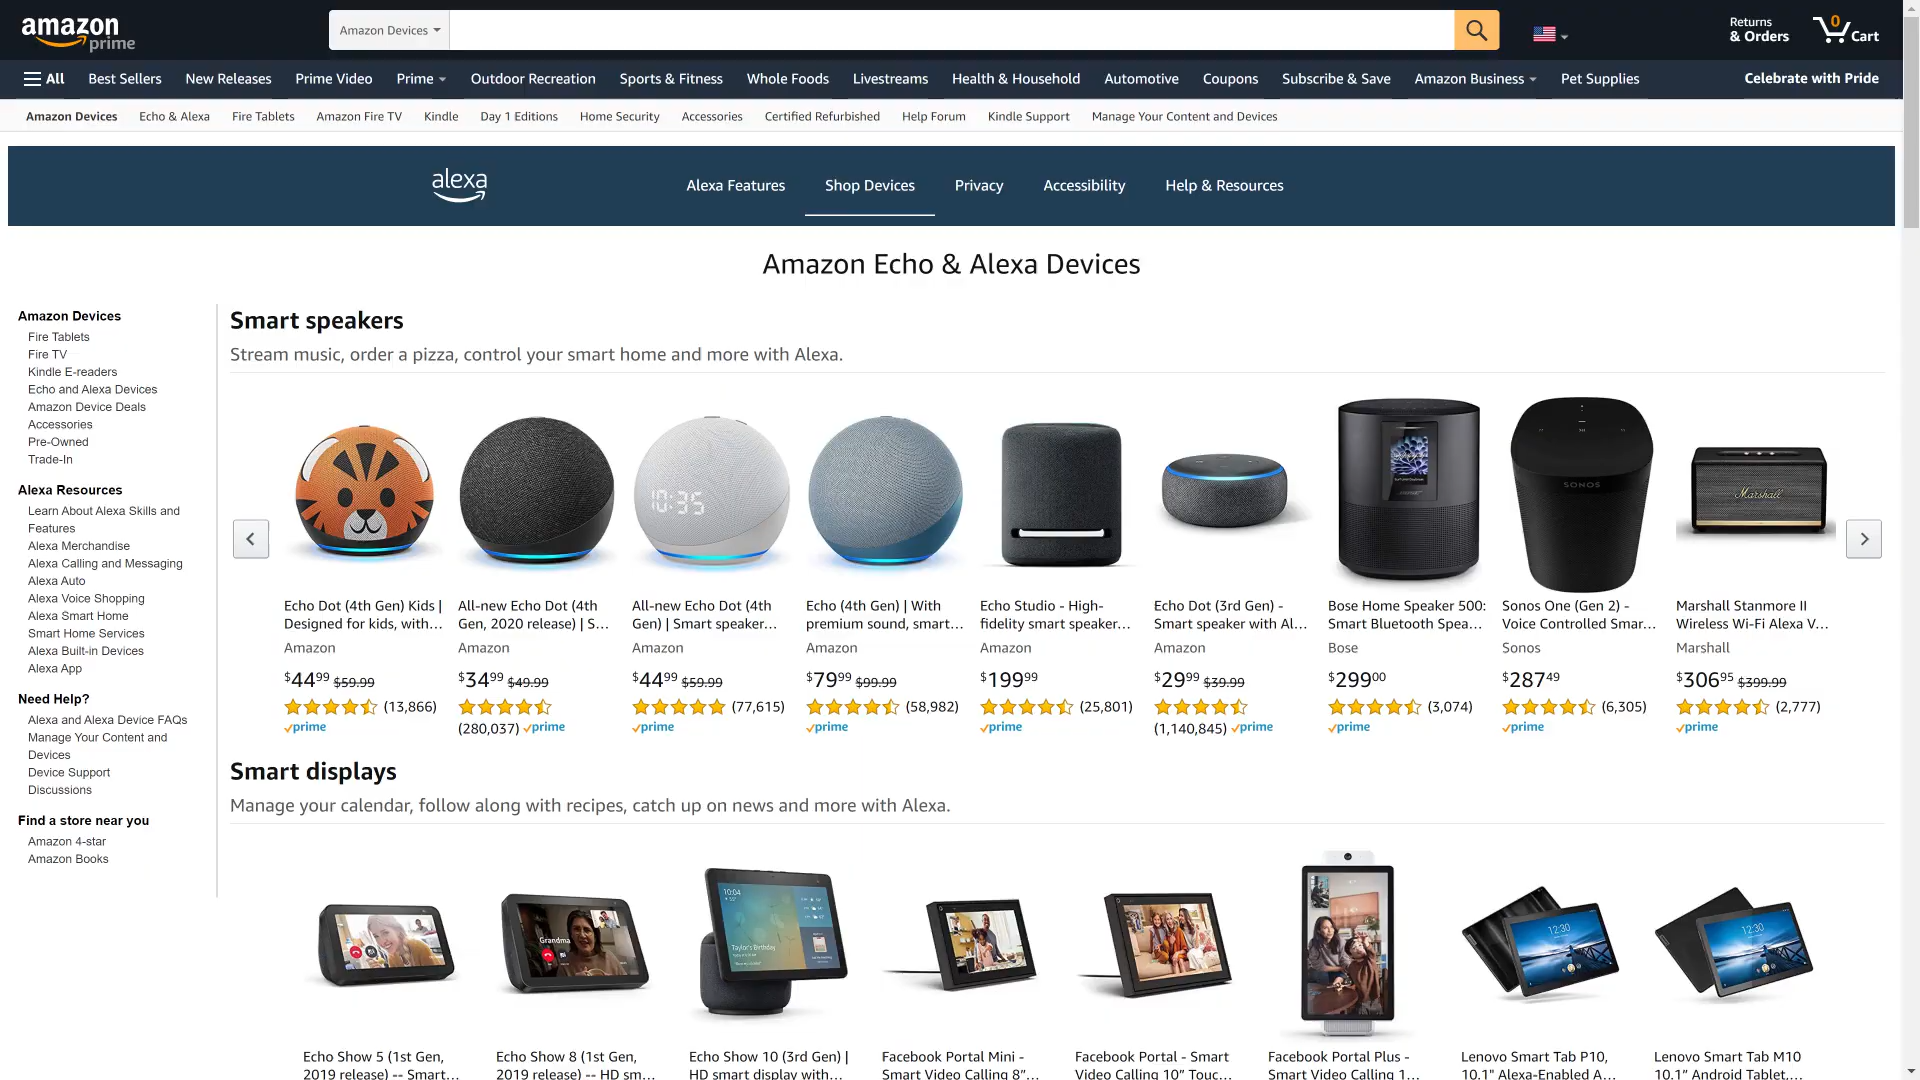 amazon
prime
Amazon Devices
Returns
& Orders
0
Cart
All
Best Sellers
New Releases
Prime Video
Prime
Outdoor Recreation
Sports & Fitness
Whole Foods
Livestreams
Health & Household
Automotive
Coupons
Subscribe & Save
Amazon Business
Pet Supplies
Celebrate with Pride
Amazon Devices
Echo & Alexa
Fire Tablets
Amazon Fire TV
Kindle
Day 1 Editions
Home Security
Accessories
Certified Refurbished
Help Forum
Kindle Support
Manage Your Content and Devices
alexa
Alexa Features
Shop Devices
Privacy
Accessibility
Help & Resources
Amazon Echo & Alexa Devices
Amazon Devices
Fire Tablets
Fire TV
Kindle E-readers
Echo and Alexa Devices
Amazon Device Deals
Accessories
Pre-Owned
Trade-In
Alexa Resources
Learn About Alexa Skills and
Features
Alexa Merchandise
Alexa Calling and Messaging
Alexa Auto
Alexa Voice Shopping
Alexa Smart Home
Smart Home Services
Alexa Built-in Devices
Alexa App
Need Help?
Alexa and Alexa Device FAQs
Manage Your Content and
Devices
Device Support
Discussions
Find a store near you
Amazon 4-star
Amazon Books
Smart speakers
Stream music, order a pizza, control your smart home and more with Alexa.
10:35
SONOS
Marshall
Echo Dot (4th Gen) Kids |
Designed for kids, with...
Amazon
$44.99 $59.99
(13,866)
prime
All-new Echo Dot (4th
Gen, 2020 release) | S...
Amazon
$34.99 $49.99
(280,037) prime
All-new Echo Dot (4th
Gen) | Smart speaker...
Amazon
$44.99 $59.99
(77,615)
prime
Echo (4th Gen) | With
premium sound, smart...
Amazon
$79.99 $99.99
(58,982)
prime
Echo Studio - High-
fidelity smart speaker...
Amazon
$199.99
(25,801)
prime
Echo Dot (3rd Gen) -
Smart speaker with Al...
Amazon
$29.99 $39.99
(1,140,845) prime
Bose Home Speaker 500:
Smart Bluetooth Spea...
Bose
$299.00
(3,074)
prime
Sonos One (Gen 2) -
Voice Controlled Smar...
Sonos
$287.49
(6,305)
prime
Marshall Stanmore II
Wireless Wi-Fi Alexa V...
Marshall
$306.95 $399.99
(2,777)
prime
Smart displays
Manage your calendar, follow along with recipes, catch up on news and more with Alexa.
Grandma
10:04
Taylor's Birthday
12:30
12:30
Echo Show 5 (1st Gen,
2019 release) -- Smart...
Echo Show 8 (1st Gen,
2019 release) -- HD sm...
Echo Show 10 (3rd Gen) |
HD smart display with...
Facebook Portal Mini -
Smart Video Calling 8”...
Facebook Portal - Smart
Video Calling 10” Touc...
Facebook Portal Plus -
Smart Video Calling 1...
Lenovo Smart Tab P10,
10.1" Alexa-Enabled A...
Lenovo Smart Tab M10
10.1” Android Tablet,...